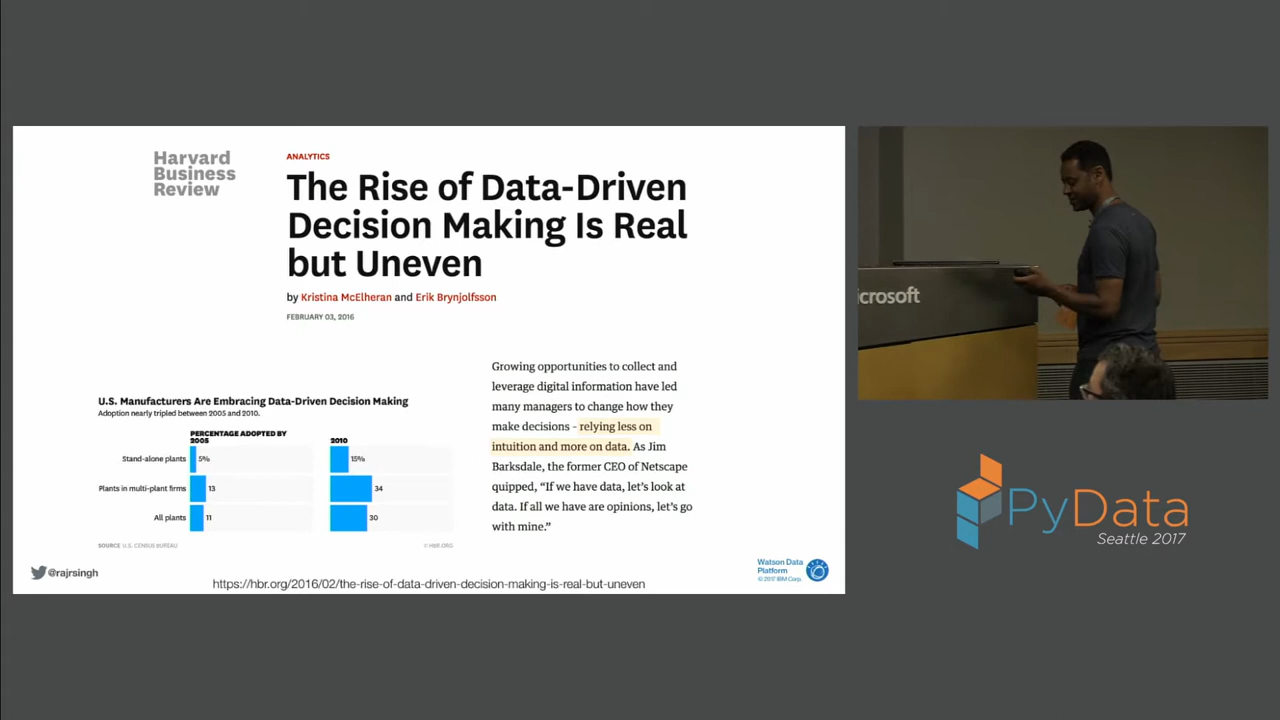 Harvard
Business
Review
ANALYTICS
The Rise of Data-Driven
Decision Making Is Real
but Uneven
by Kristina McElheran and Erik Brynjolfsson
FEBRUARY 03, 2016
U.S. Manufacturers Are Embracing Data-Driven Decision Making
Adoption nearly tripled between 2005 and 2010.
PERCENTAGE ADOPTED BY
2005 2010
Stand-alone plants 5% 15%
Plants in multi-plant firms 13 34
All plants 11 30
SOURCE U.S. CENSUS BUREAU © HBR.ORG
Growing opportunities to collect and
leverage digital information have led
many managers to change how they
make decisions – relying less on
intuition and more on data. As Jim
Barksdale, the former CEO of Netscape
quipped, “If we have data, let’s look at
data. If all we have are opinions, let’s go
with mine.”
@rajrsingh
https://hbr.org/2016/02/the-rise-of-data-driven-decision-making-is-real-but-uneven
Watson Data
Platform
© 2017 IBM Corp.
icrosoft
PyData
Seattle 2017